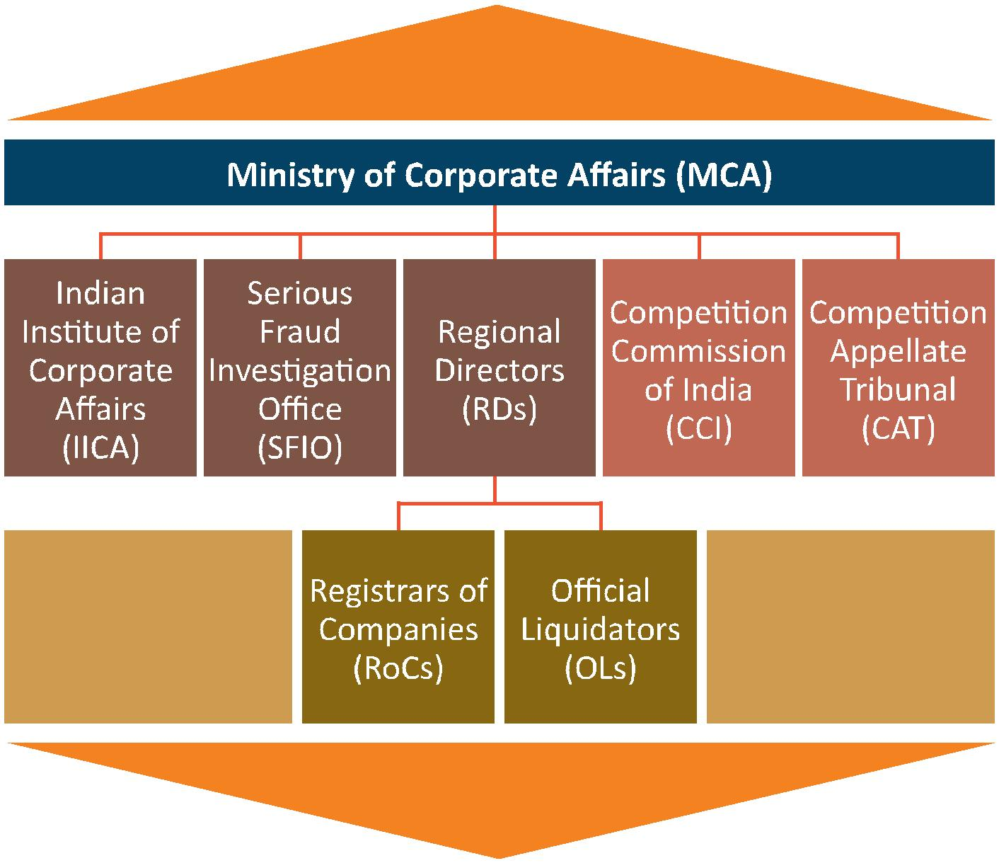 Ministry of Corporate Affairs (MCA)
Indian
Institute of
Corporate
Affairs
(IICA)
Serious
Fraud
Investigation
Office
(SFIO)
Regional
Directors
(RDs)
Competition
Commission
of India
(CCI)
Competition
Appellate
Tribunal
(CAT)
Registrars of
Companies
(RoCs)
Official
Liquidators
(OLs)